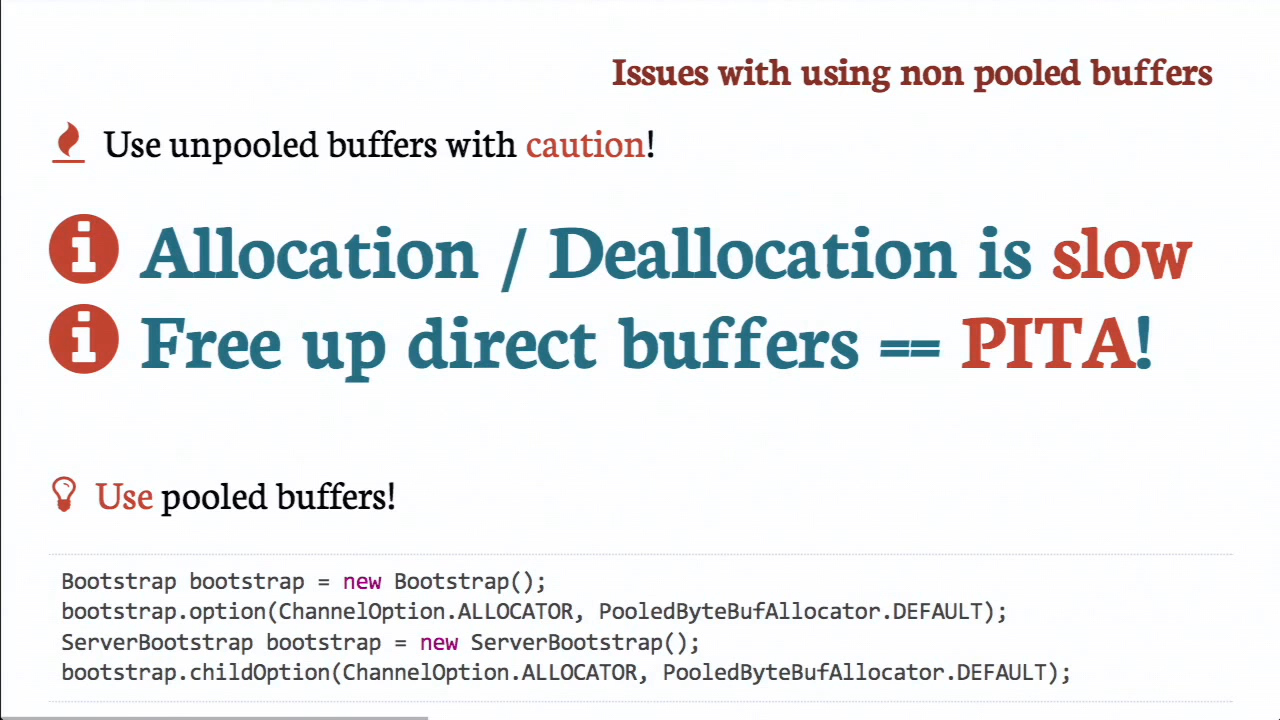 Issues with using non pooled buffers
Use unpooled buffers with caution!
Allocation / Deallocation is slow
Free up direct buffers == PITA!
Use pooled buffers!
Bootstrap bootstrap = new Bootstrap();
bootstrap.option(ChannelOption.ALLOCATOR, PooledByteBufAllocator.DEFAULT);
ServerBootstrap bootstrap = new ServerBootstrap();
bootstrap.childOption(ChannelOption.ALLOCATOR, PooledByteBufAllocator.DEFAULT);